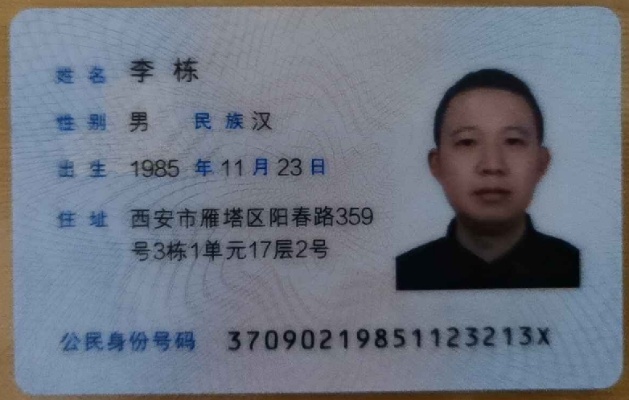 姓名 李栋
性别 男 民族 汉
出生 1985 年 11 月 23 日
住址 西安市雁塔区阳春路359
号3栋1单元17层2号
公民身份号码 37090219851123213X